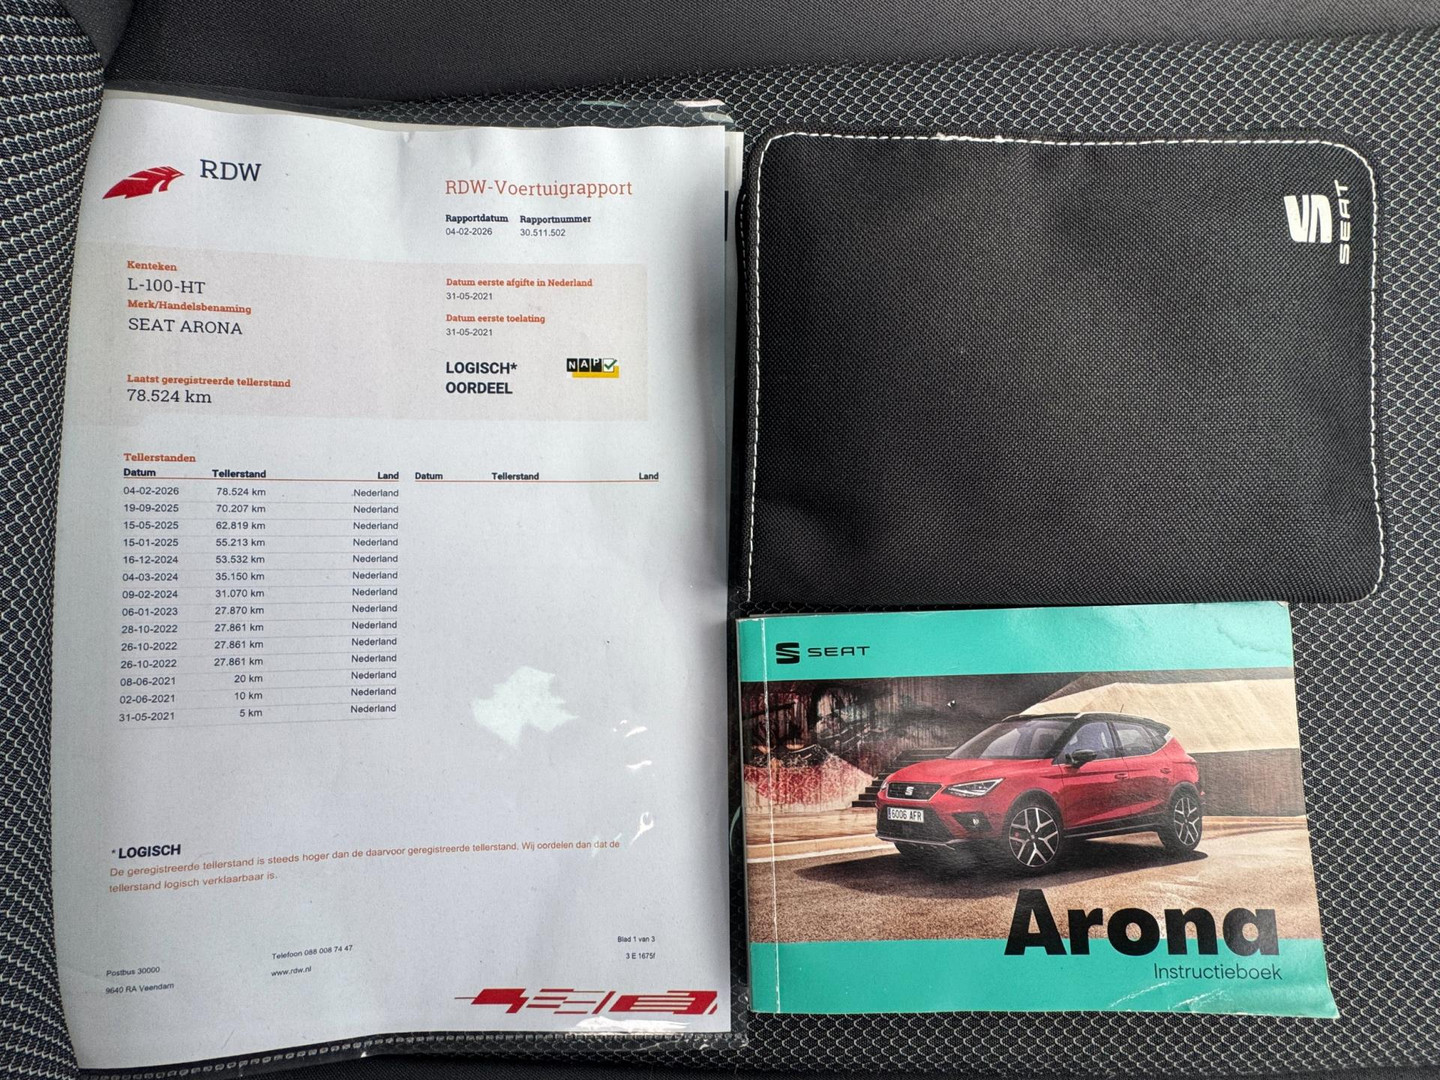 RDW
RDW-Voertuigrapport
Rapportdatum Rapportnummer
04-02-2026 30.511.502
Kenteken
L-100-HT
Merk/Handelsbenaming
SEAT ARONA
Laatst geregistreerde tellerstand
78.524 km
Datum eerste afgifte in Nederland
31-05-2021
Datum eerste toelating
31-05-2021
LOGISCH*
OORDEEL
NAP
Tellerstanden
Datum Tellerstand Land Datum Tellerstand Land
04-02-2026 78.524 km Nederland
19-09-2025 70.207 km Nederland
15-05-2025 62.819 km Nederland
15-01-2025 55.213 km Nederland
16-12-2024 53.532 km Nederland
04-03-2024 35.150 km Nederland
09-02-2024 31.070 km Nederland
06-01-2023 27.870 km Nederland
28-10-2022 27.861 km Nederland
26-10-2022 27.861 km Nederland
26-10-2022 27.861 km Nederland
08-06-2021 20 km Nederland
02-06-2021 10 km Nederland
31-05-2021 5 km Nederland
* LOGISCH
De geregistreerde tellerstand is steeds hoger dan de daarvoor geregistreerde tellerstand. Wij oordelen dan dat de
tellerstand logisch verklaarbaar is.
Postbus 30000
9640 RA Veendam
Telefoon 088 008 74 47
www.rdw.nl
Blad 1 van 3
3 E 1675f
SEAT
SEAT
6006 AFR
Arona
Instructieboek